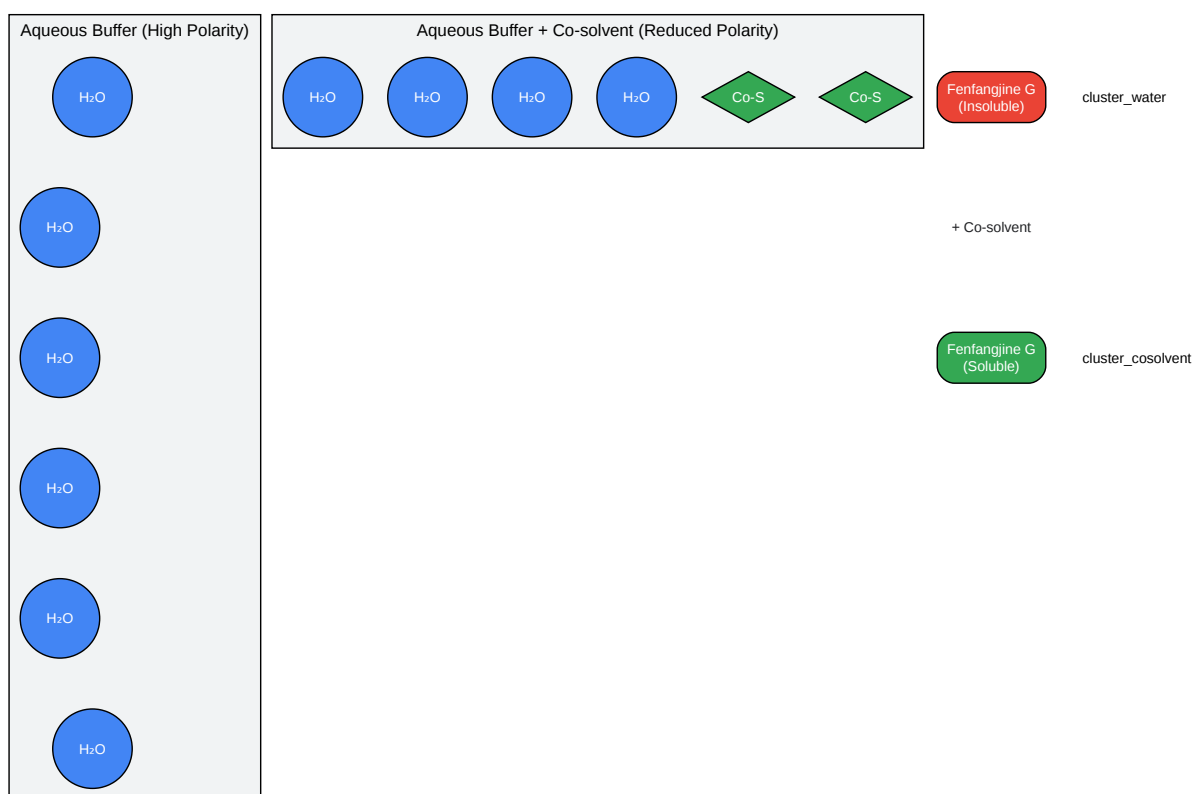 Aqueous Buffer (High Polarity)
Aqueous Buffer + Co-solvent (Reduced Polarity)
H₂O
H₂O
H₂O
H₂O
H₂O
Co-S
Co-S
Fenfangjine G
(Insoluble)
cluster_water
H₂O
+ Co-solvent
H₂O
Fenfangjine G
(Soluble)
cluster_cosolvent
H₂O
H₂O
H₂O